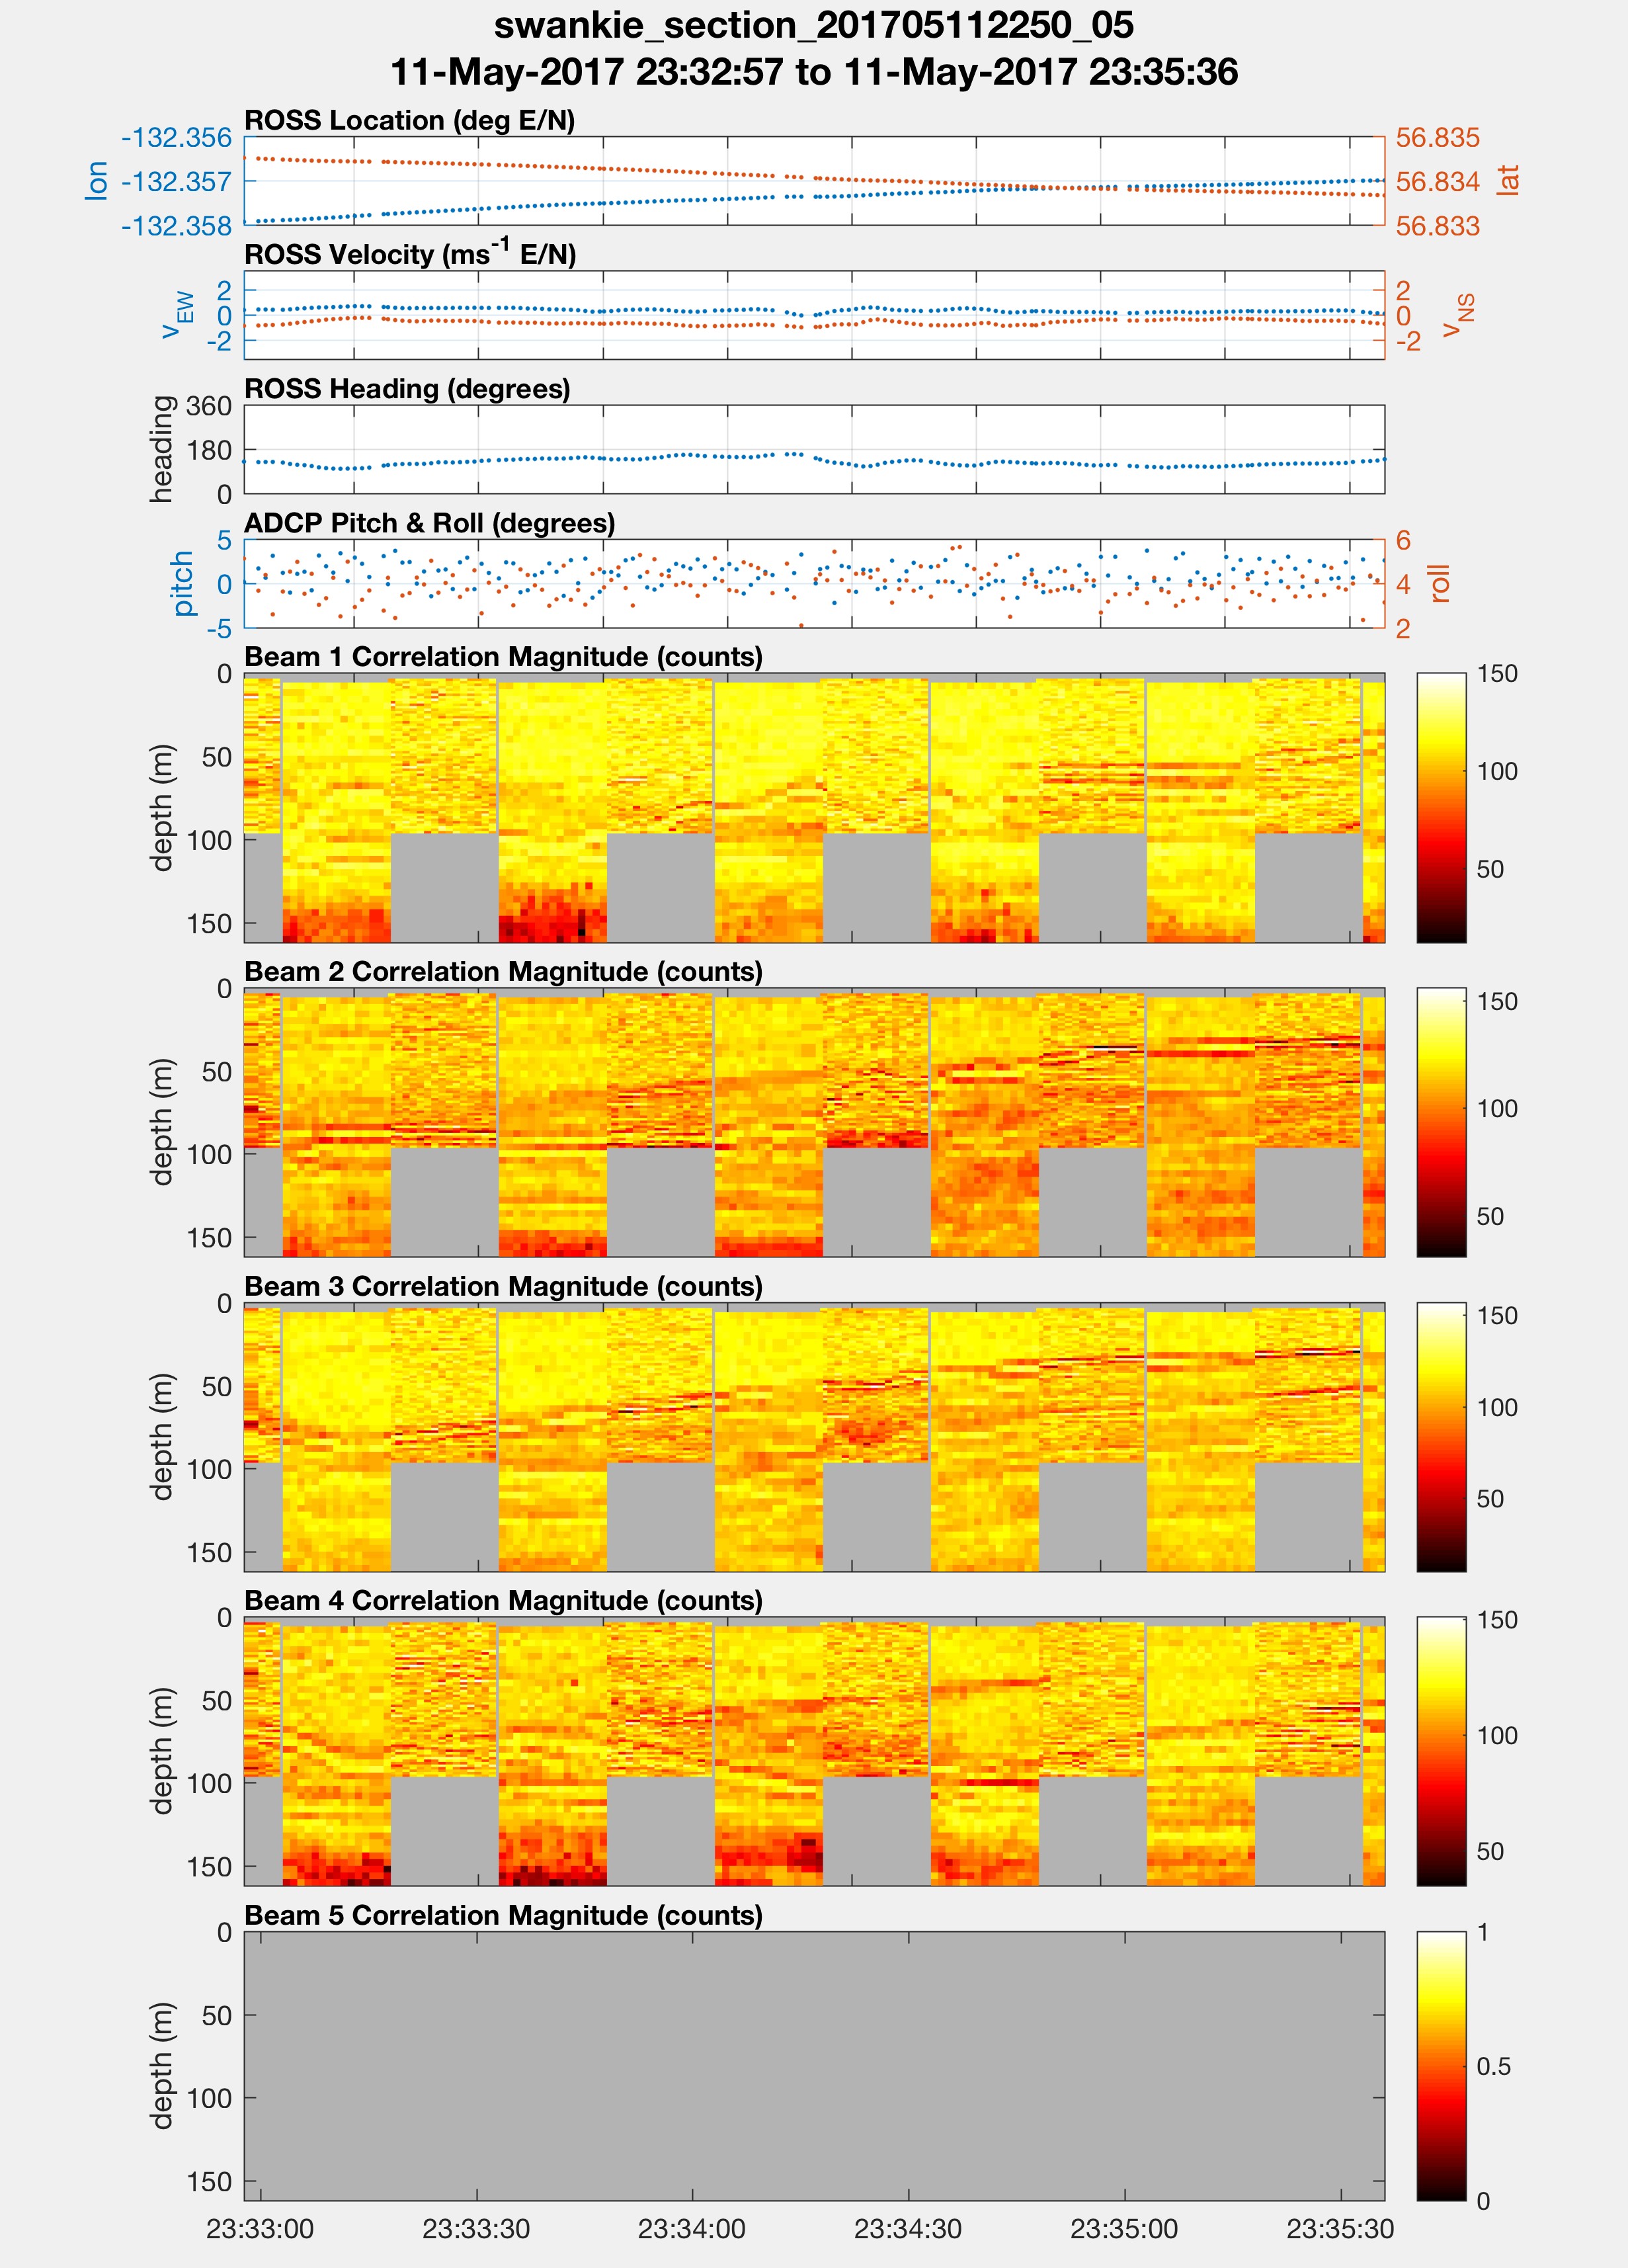 swankie_section_201705112250_05
11-May-2017 23:32:57 to 11-May-2017 23:35:36
ROSS Location (deg E/N)
-132.356 56.835
lon -132.357 56.834 lat
-132.358 56.833
ROSS Velocity (ms-1 E/N)
2 2
vEW 0 0 vNS
-2 -2
ROSS Heading (degrees)
360
heading 180
0
ADCP Pitch & Roll (degrees)
5 6
pitch 0 4 roll
-5 2
Beam 1 Correlation Magnitude (counts)
0 150
50 100
depth (m)
100 50
150
Beam 2 Correlation Magnitude (counts)
0 150
50 100
depth (m)
100 50
150
Beam 3 Correlation Magnitude (counts)
0 150
50 100
depth (m)
100 50
150
Beam 4 Correlation Magnitude (counts)
0 150
50 100
depth (m)
100 50
150
Beam 5 Correlation Magnitude (counts)
0 1
50 0.5
depth (m)
100
150 0
23:33:00 23:33:30 23:34:00 23:34:30 23:35:00 23:35:30